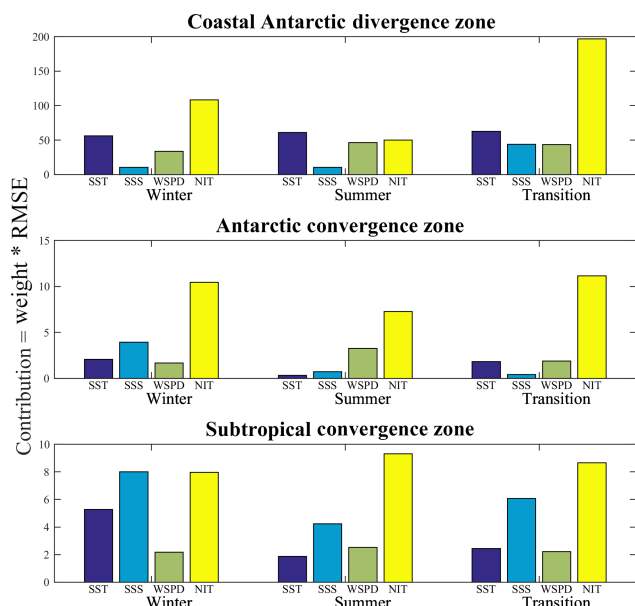 Coastal Antarctic divergence zone
200
150
100
50
0
SST SSS WSPD NIT SST SSS WSPD NIT SST SSS WSPD NIT
Winter Summer Transition
Contribution = weight * RMSE
Antarctic convergence zone
15
10
5
0
SST SSS WSPD NIT SST SSS WSPD NIT SST SSS WSPD NIT
Winter Summer Transition
Subtropical convergence zone
10
8
6
4
2
0
SST SSS WSPD NIT SST SSS WSPD NIT SST SSS WSPD NIT
Winter Summer Transition